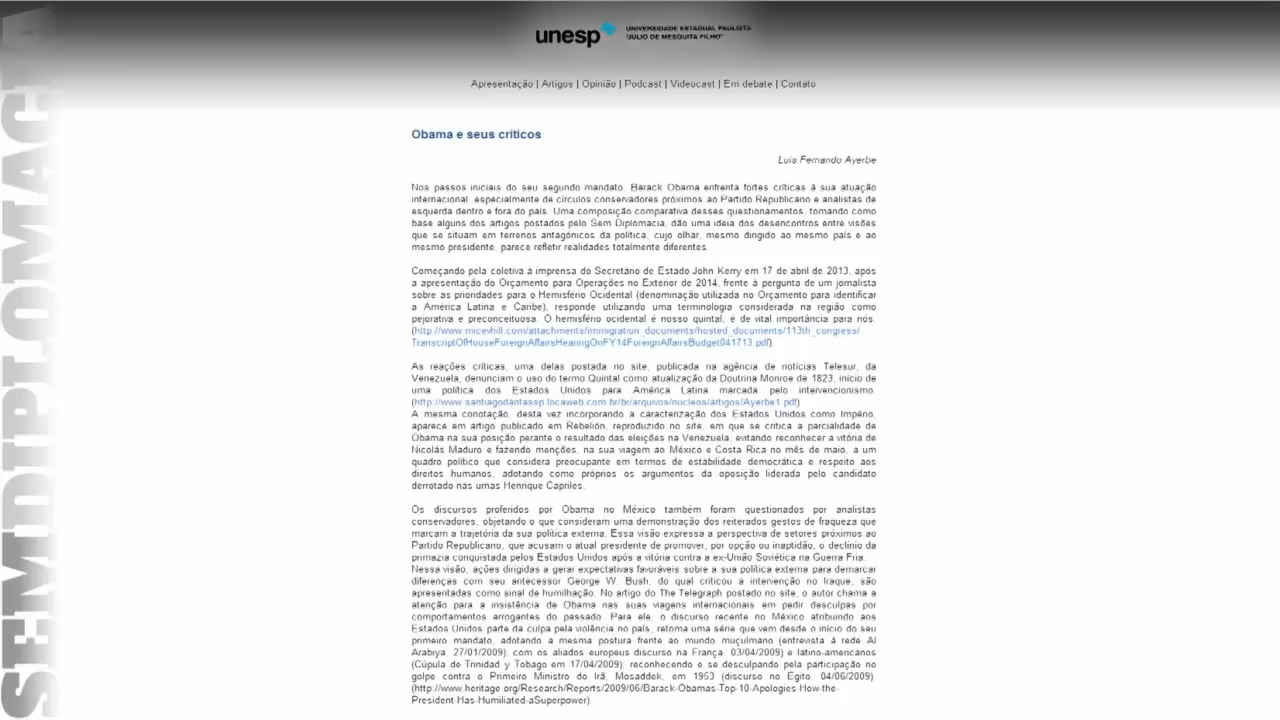 unesp
UNIVERSIDADE ESTADUAL PAULISTA
"JÚLIO DE MESQUITA FILHO"
Apresentação | Artigos | Opinião | Podcast | Videocast | Em debate | Contato
SEMDIPLOMACIA
Obama e seus críticos
Luis Fernando Ayerbe
Nos passos iniciais do seu segundo mandato, Barack Obama enfrenta fortes críticas à sua atuação
internacional, especialmente de círculos conservadores próximos ao Partido Republicano e analistas de
esquerda dentro e fora do país. Uma composição comparativa desses questionamentos, tomando como
base alguns dos artigos postados pelo Sem Diplomacia, dão uma ideia dos desencontros entre visões
que se situam em terrenos antagónicos da política, cujo olhar, mesmo dirigido ao mesmo país e ao
mesmo presidente, parece refletir realidades totalmente diferentes.
Começando pela coletiva à imprensa do Secretário de Estado John Kerry em 17 de abril de 2013, após
a apresentação do Orçamento para Operações no Exterior de 2014, frente à pergunta de um jornalista
sobre as prioridades para o Hemisfério Ocidental (denominação utilizada no Orçamento para identificar
a América Latina e Caribe), responde utilizando uma terminologia considerada na região como
pejorativa e preconceituosa. O hemisfério ocidental é nosso quintal, é de vital importância para nós.
(http://www.micevhill.com/attachments/immigration_documents/hosted_documents/113th_congress/
TranscriptOfHouseForeignAffairsHearingOnFY14ForeignAffairsBudget041713.pdf).
As reações críticas, uma delas postada no site, publicada na agência de notícias Telesur, da
Venezuela, denunciam o uso do termo Quintal como atualização da Doutrina Monroe de 1823, início de
uma política dos Estados Unidos para América Latina marcada pelo intervencionismo.
(http://www.santiagodantassp.locaweb.com.br/br/arquivos/nucleos/artigos/Ayerbe1.pdf)
A mesma conotação, desta vez incorporando a caracterização dos Estados Unidos como Império,
aparece em artigo publicado em Rebelión, reproduzido no site, em que se critica a parcialidade de
Obama na sua posição perante o resultado das eleições na Venezuela, evitando reconhecer a vitória de
Nicolás Maduro e fazendo menções, na sua viagem ao México e Costa Rica no mês de maio, a um
quadro político que considera preocupante em termos de estabilidade democrática e respeito aos
direitos humanos, adotando como próprios os argumentos da oposição liderada pelo candidato
derrotado nas urnas Henrique Capriles.
Os discursos proferidos por Obama no México também foram questionados por analistas
conservadores, objetando o que consideram uma demonstração dos reiterados gestos de fraqueza que
marcam a trajetória da sua política externa. Essa visão expressa a perspectiva de setores próximos ao
Partido Republicano, que acusam o atual presidente de promover, por opção ou inaptidão, o declínio da
primazia conquistada pelos Estados Unidos após a vitória contra a ex-União Soviética na Guerra Fria.
Nessa visão, ações dirigidas a gerar expectativas favoráveis sobre a sua política externa para demarcar
diferenças com seu antecessor George W. Bush, do qual criticou a intervenção no Iraque, são
apresentadas como sinal de humilhação. No artigo do The Telegraph postado no site, o autor chama a
atenção para a insistência de Obama nas suas viagens internacionais em pedir desculpas por
comportamentos arrogantes do passado. Para ele, o discurso recente no México atribuindo aos
Estados Unidos parte da culpa pela violência no país, retoma uma série que vem desde o início do seu
primeiro mandato, adotando a mesma postura frente ao mundo muçulmano (entrevista à rede Al
Arabiya, 27/01/2009), com os aliados europeus discurso na França, 03/04/2009) e latino-americanos
(Cúpula de Trinidad y Tobago em 17/04/2009), reconhecendo e se desculpando pela participação no
golpe contra o Primeiro Ministro do Irã, Mosaddek, em 1953 (discurso no Egito, 04/06/2009)
(http://www.heritage.org/Research/Reports/2009/06/Barack-Obamas-Top-10-Apologies-How-the-
President-Has-Humiliated-aSuperpower)